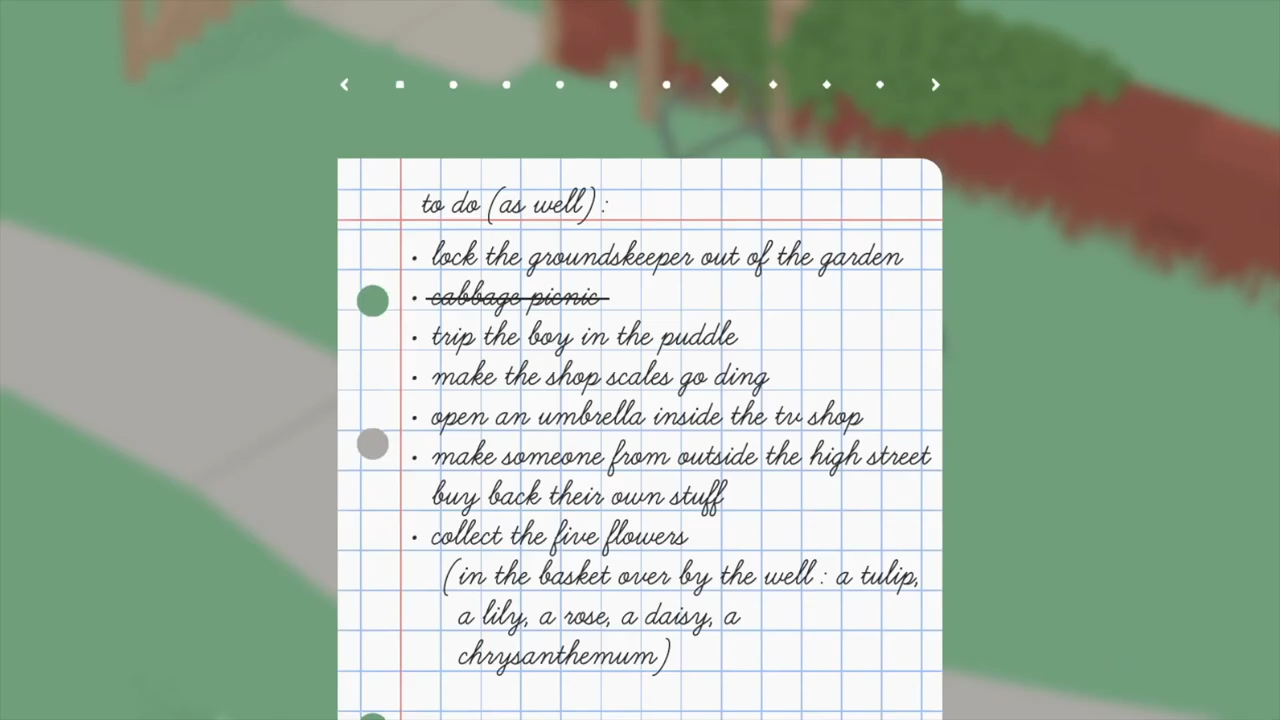 to do (as well) :
• lock the groundskeeper out of the garden
• cabbage picnic
• trip the boy in the puddle
• make the shop scales go ding
• open an umbrella inside the tv shop
• make someone from outside the high street
buy back their own stuff
• collect the five flowers
(in the basket over by the well : a tulip,
a lily, a rose, a daisy, a
chrysanthemum)